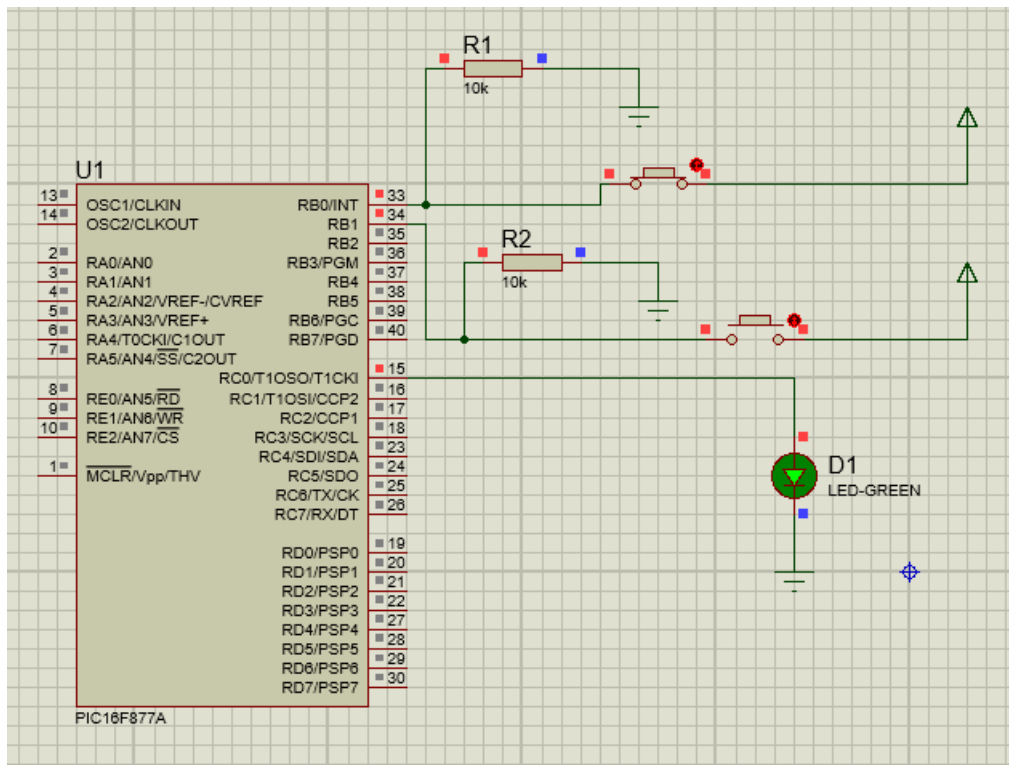 R1
10k
U1
13
14
OSC1/CLKIN
OSC2/CLKOUT
2
3
4
5
6
7
RA0/AN0
RA1/AN1
RA2/AN2/VREF-/CVREF
RA3/AN3/VREF+
RA4/T0CKI/C1OUT
RA5/AN4/SS/C2OUT
8
9
10
RE0/AN5/RD
RE1/AN6/WR
RE2/AN7/CS
1
MCLR/Vpp/THV
RB0/INT
RB1
RB2
RB3/PGM
RB4
RB5
RB6/PGC
RB7/PGD
33
34
35
36
37
38
39
40
RC0/T1OSO/T1CKI
RC1/T1OSI/CCP2
RC2/CCP1
RC3/SCK/SCL
RC4/SDI/SDA
RC5/SDO
RC6/TX/CK
RC7/RX/DT
15
16
17
18
23
24
25
26
RD0/PSP0
RD1/PSP1
RD2/PSP2
RD3/PSP3
RD4/PSP4
RD5/PSP5
RD6/PSP6
RD7/PSP7
19
20
21
22
27
28
29
30
PIC16F877A
R2
10k
D1
LED-GREEN